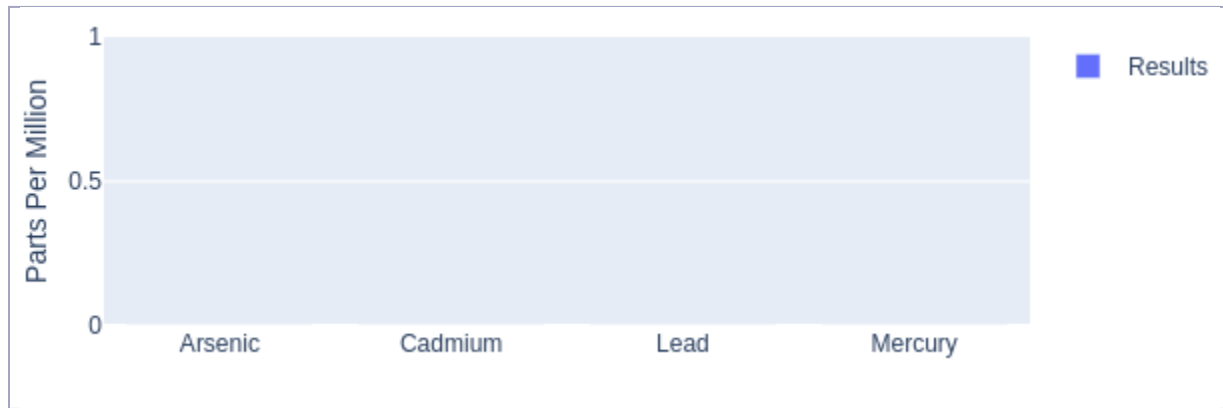 Parts Per Million
1
0.5
0
Arsenic Cadmium Lead Mercury
Results